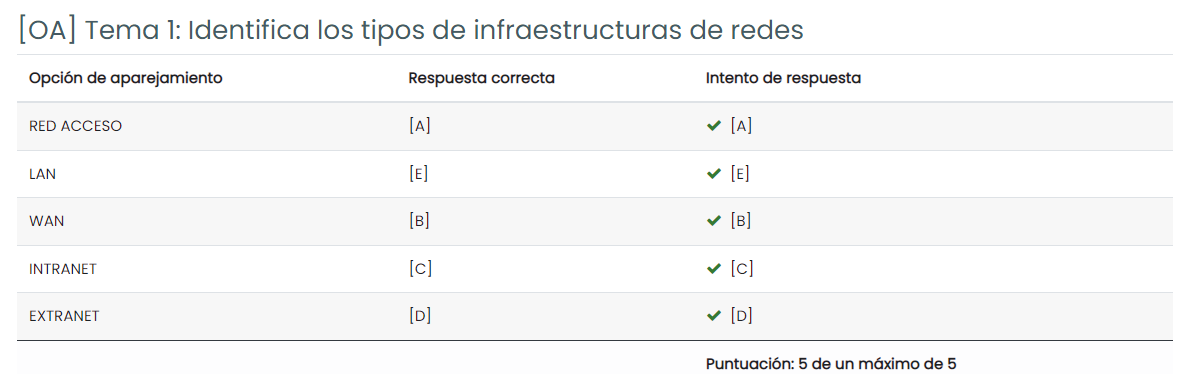 [OA] Tema 1: Identifica los tipos de infraestructuras de redes
Opción de aparejamiento Respuesta correcta Intento de respuesta
RED ACCESO [A] ✔ [A]
LAN [E] ✔ [E]
WAN [B] ✔ [B]
INTRANET [C] ✔ [C]
EXTRANET [D] ✔ [D]
Puntuación: 5 de un máximo de 5